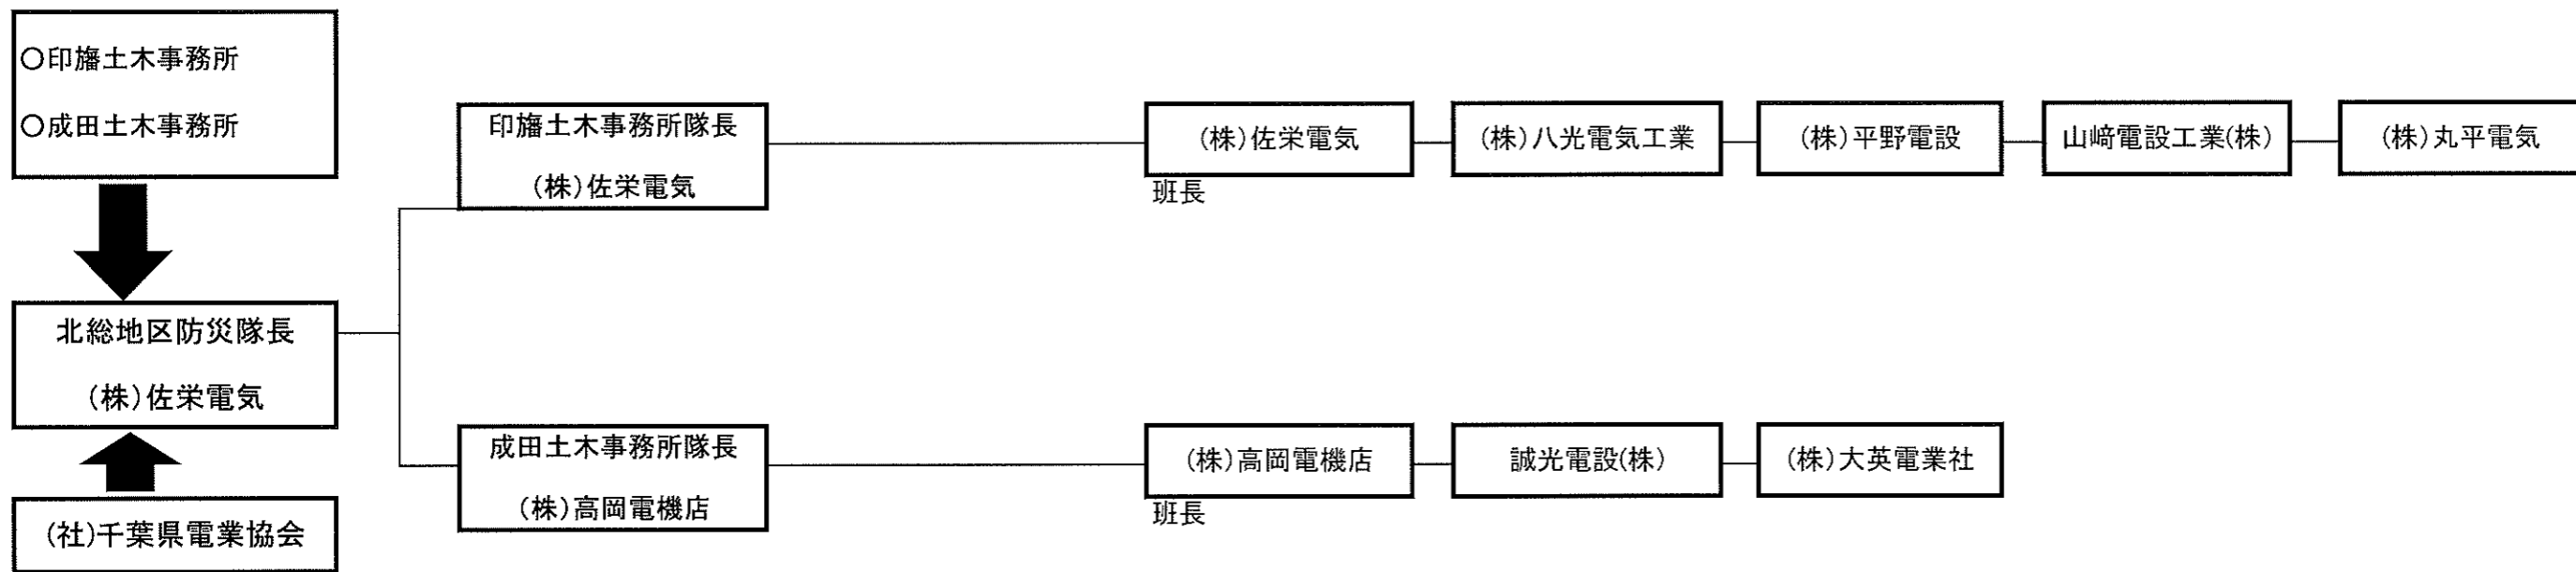 ○印旛土木事務所
○成田土木事務所
印旛土木事務所隊長
(株)佐栄電気
(株)佐栄電気
班長
(株)八光電気工業
(株)平野電設
山﨑電設工業(株)
(株)丸平電気
北総地区防災隊長
(株)佐栄電気
成田土木事務所隊長
(株)高岡電機店
(株)高岡電機店
班長
誠光電設(株)
(株)大英電業社
(社)千葉県電業協会